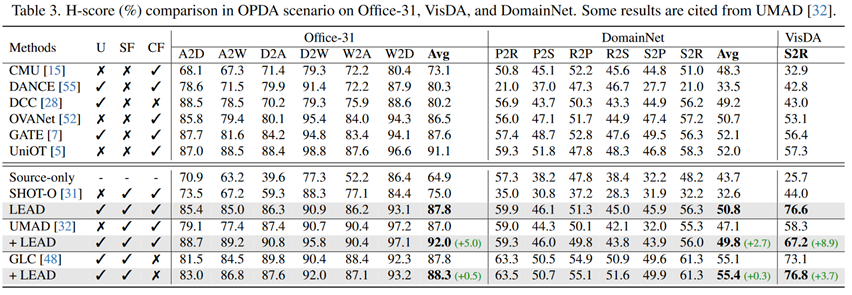 Table 3. H-score (%) comparison in OPDA scenario on Office-31, VisDA, and DomainNet. Some results are cited from UMAD [32].
Methods U SF CF Office-31 DomainNet VisDA
A2D A2W D2A D2W W2A W2D Avg P2R P2S R2P R2S S2P S2R Avg S2R
CMU [15] ✗ ✗ ✓ 68.1 67.3 71.4 79.3 72.2 80.4 73.1 50.8 45.1 52.2 45.6 44.8 51.0 48.3 32.9
DANCE [55] ✓ ✗ ✓ 78.6 71.5 79.9 91.4 72.2 87.9 80.3 21.0 37.0 47.3 46.7 27.7 21.0 33.5 42.8
DCC [28] ✓ ✗ ✗ 88.5 78.5 70.2 79.3 75.9 88.6 80.2 56.9 43.7 50.3 43.3 44.9 56.2 49.2 43.0
OVANet [52] ✗ ✗ ✓ 85.8 79.4 80.1 95.4 84.0 94.3 86.5 56.0 47.1 51.7 44.9 47.4 57.2 50.7 53.1
GATE [7] ✓ ✗ ✓ 87.7 81.6 84.2 94.8 83.4 94.1 87.6 57.4 48.7 52.8 47.6 49.5 56.3 52.1 56.4
UniOT [5] ✗ ✗ ✓ 87.0 88.5 88.4 98.8 87.6 96.6 91.1 59.3 51.8 47.8 48.3 46.8 58.3 52.0 57.3
Source-only - - - 70.9 63.2 39.6 77.3 52.2 86.4 64.9 57.3 38.2 47.8 38.4 32.2 48.2 43.7 25.7
SHOT-O [31] ✗ ✓ ✓ 73.5 67.2 59.3 88.3 77.1 84.4 75.0 35.0 30.8 37.2 28.3 31.9 32.2 32.6 44.0
LEAD ✓ ✓ ✓ 85.4 85.0 86.3 90.9 86.2 93.1 87.8 59.9 46.1 51.3 45.0 45.9 56.3 50.8 76.6
UMAD [32] ✗ ✓ ✓ 79.1 77.4 87.4 90.7 90.4 97.2 87.0 59.0 44.3 50.1 42.1 32.0 55.3 47.1 58.3
+ LEAD ✓ ✓ ✓ 88.7 89.2 90.8 95.8 90.4 97.1 92.0 (+5.0) 59.3 46.0 49.8 43.8 43.9 56.0 49.8 (+2.7) 67.2 (+8.9)
GLC [48] ✓ ✓ ✗ 81.5 84.5 89.8 90.4 88.4 92.3 87.8 63.3 50.5 54.9 50.9 49.6 61.3 55.1 73.1
+ LEAD ✓ ✓ ✗ 83.0 86.8 87.6 92.0 87.1 93.2 88.3 (+0.5) 63.5 50.7 55.1 51.6 49.9 61.3 55.4 (+0.3) 76.8 (+3.7)